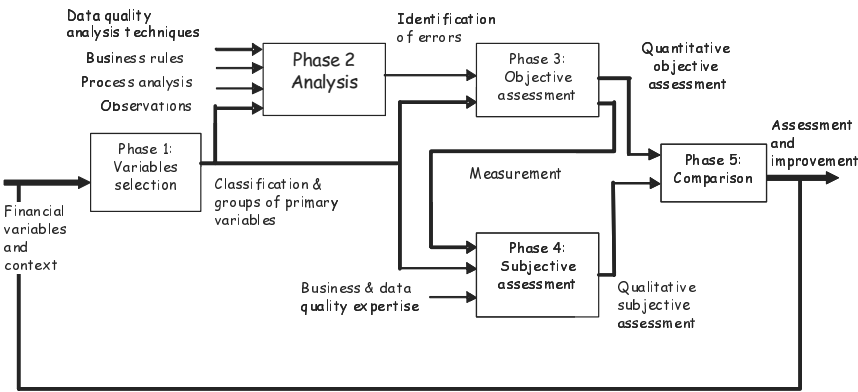 Data quality
analysis techniques
Business rules
Process analysis
Observations
Identification
of errors
Phase 2
Analysis
Phase 3:
Objective
assessment
Quantitative
objective
assessment
Phase 1:
Variables
selection
Classification &
groups of primary
variables
Measurement
Phase 5:
Comparison
Assessment
and
improvement
Financial
variables
and
context
Phase 4:
Subjective
assessment
Business & data
quality expertise
Qualitative
subjective
assessment